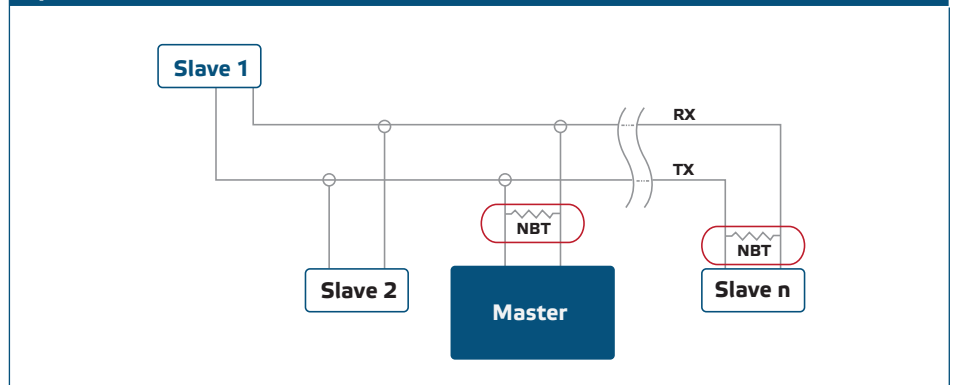 Slave 1
RX
TX
NBT
NBT
Slave 2
Master
Slave n